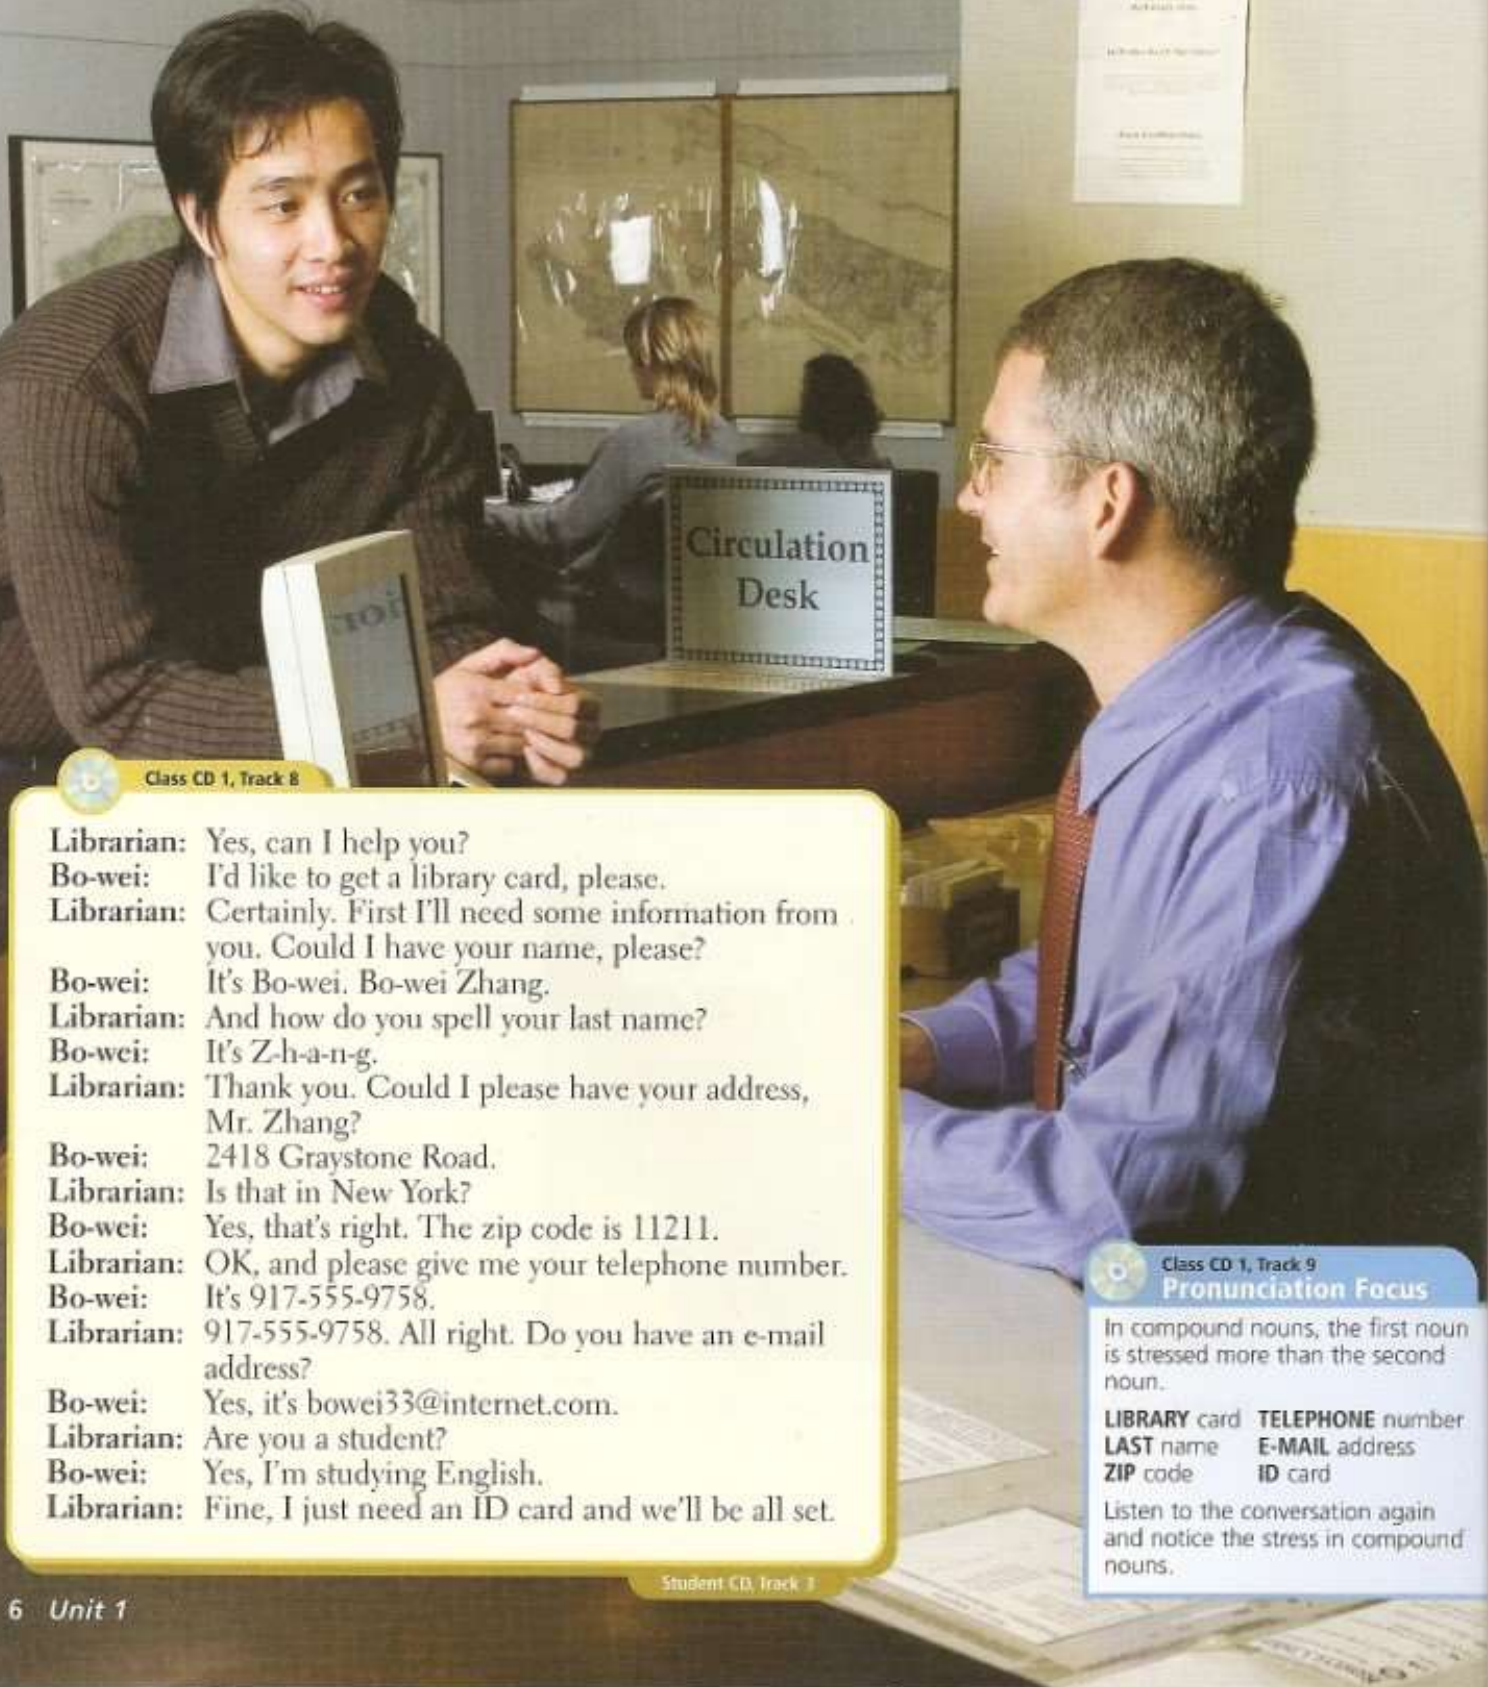 Circulation
Desk
Class CD 1, Track 8
Librarian: Yes, can I help you?
Bo-wei: I'd like to get a library card, please.
Librarian: Certainly. First I'll need some information from
you. Could I have your name, please?
Bo-wei: It's Bo-wei. Bo-wei Zhang.
Librarian: And how do you spell your last name?
Bo-wei: It's Z-h-a-n-g.
Librarian: Thank you. Could I please have your address,
Mr. Zhang?
Bo-wei: 2418 Graystone Road.
Librarian: Is that in New York?
Bo-wei: Yes, that's right. The zip code is 11211.
Librarian: OK, and please give me your telephone number.
Bo-wei: It's 917-555-9758.
Librarian: 917-555-9758. All right. Do you have an e-mail
address?
Bo-wei: Yes, it's bowei33@internet.com.
Librarian: Are you a student?
Bo-wei: Yes, I'm studying English.
Librarian: Fine, I just need an ID card and we'll be all set.
Student CD, Track 3
Class CD 1, Track 9
Pronunciation Focus
In compound nouns, the first noun
is stressed more than the second
noun.
LIBRARY card TELEPHONE number
LAST name E-MAIL address
ZIP code ID card
Listen to the conversation again
and notice the stress in compound
nouns.
6 Unit 1